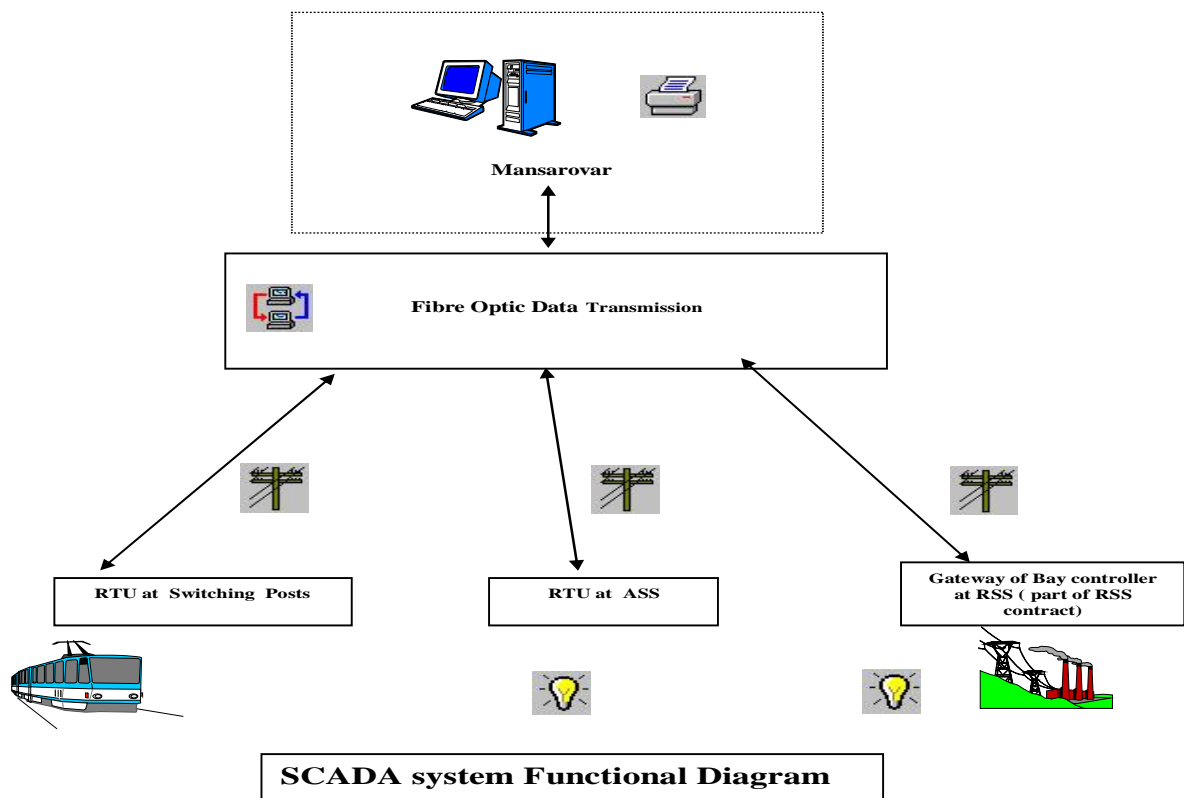 Mansarovar
Fibre Optic Data Transmission
RTU at Switching Posts
RTU at ASS
Gateway of Bay controller
at RSS ( part of RSS
contract)
SCADA system Functional Diagram